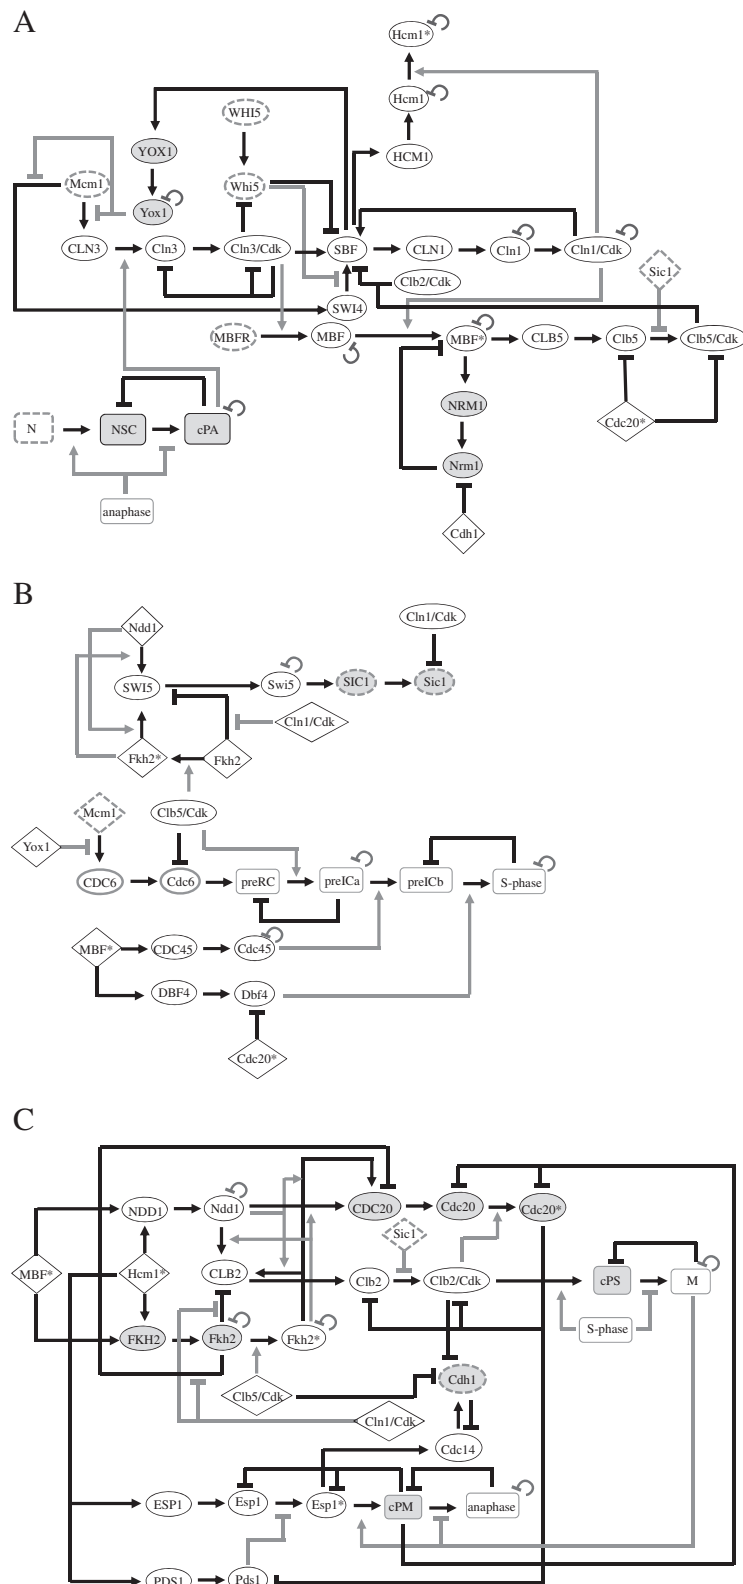 A
Hcm1*
Hcm1
WHI5
YOX1
HCM1
Mcm1
Whi5
Yox1
CLN3
Cln3
Cln3/Cdk
SBF
CLN1
Cln1
Cln1/Cdk
Sic1
Clb2/Cdk
SWI4
MBFR
MBF
MBF*
CLB5
Clb5
Clb5/Cdk
NRM1
N
NSC
cPA
Cdc20*
Nrm1
anaphase
Cdh1
B
Ndd1
Cln1/Cdk
SWI5
Swi5
SIC1
Sic1
Cln1/Cdk
Fkh2*
Fkh2
Mcm1
Clb5/Cdk
Yox1
CDC6
Cdc6
preRC
preICa
preICb
S-phase
MBF*
CDC45
Cdc45
DBF4
Dbf4
Cdc20*
C
NDD1
Ndd1
CDC20
Cdc20
Cdc20*
Sic1
MBF*
Hcm1*
CLB2
Clb2
Clb2/Cdk
cPS
M
FKH2
Fkh2
Fkh2*
S-phase
Clb5/Cdk
Cdh1
Cln1/Cdk
Cdc14
ESP1
Esp1
Esp1*
cPM
anaphase
PDS1
Pds1